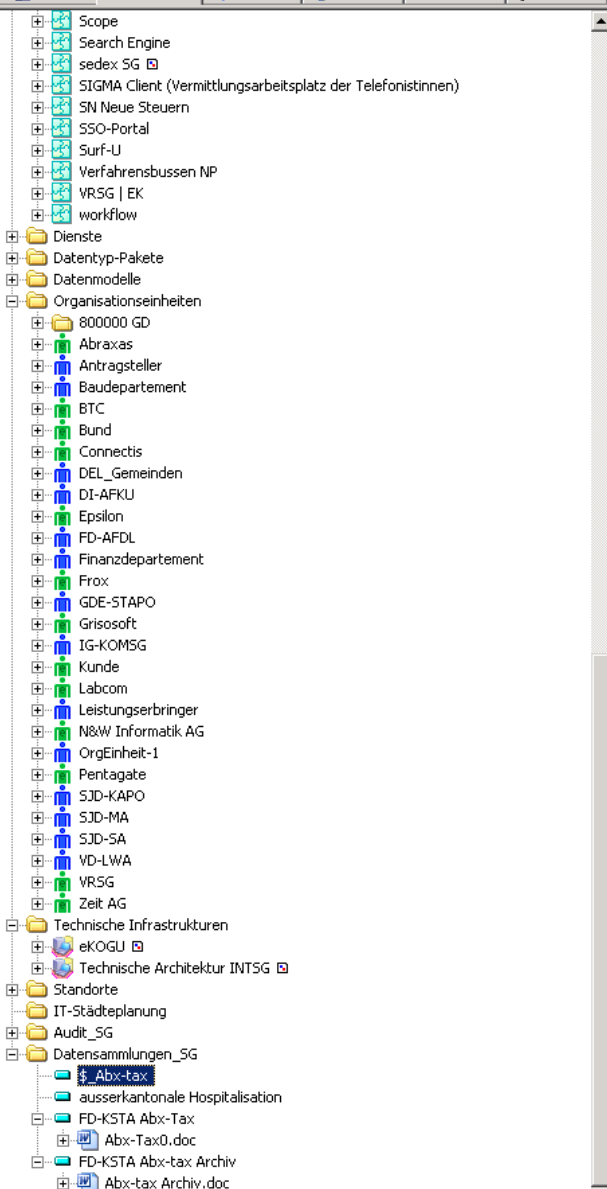 Scope
Search Engine
sedex SG
SIGMA Client (Vermittlungsarbeitsplatz der Telefonistinnen)
SN Neue Steuern
SSO-Portal
Surf-U
Verfahrensbussen NP
VRSG | EK
workflow
Dienste
Datentyp-Pakete
Datenmodelle
Organisationseinheiten
800000 GD
Abraxas
Antragsteller
Baudepartement
BTC
Bund
Connectis
DEL_Gemeinden
DI-AFKU
Epsilon
FD-AFDL
Finanzdepartement
Frox
GDE-STAPO
Grisosoft
IG-KOMSG
Kunde
Labcom
Leistungserbringer
N&W Informatik AG
OrgEinheit-1
Pentagate
SJD-KAPO
SJD-MA
SJD-SA
VD-LWA
VRSG
Zeit AG
Technische Infrastrukturen
eKOGU
Technische Architektur INTSG
Standorte
IT-Städteplanung
Audit_SG
Datensammlungen_SG
$_Abx-tax
ausserkantonale Hospitalisation
FD-KSTA Abx-Tax
Abx-Tax0.doc
FD-KSTA Abx-tax Archiv
Abx-tax Archiv.doc